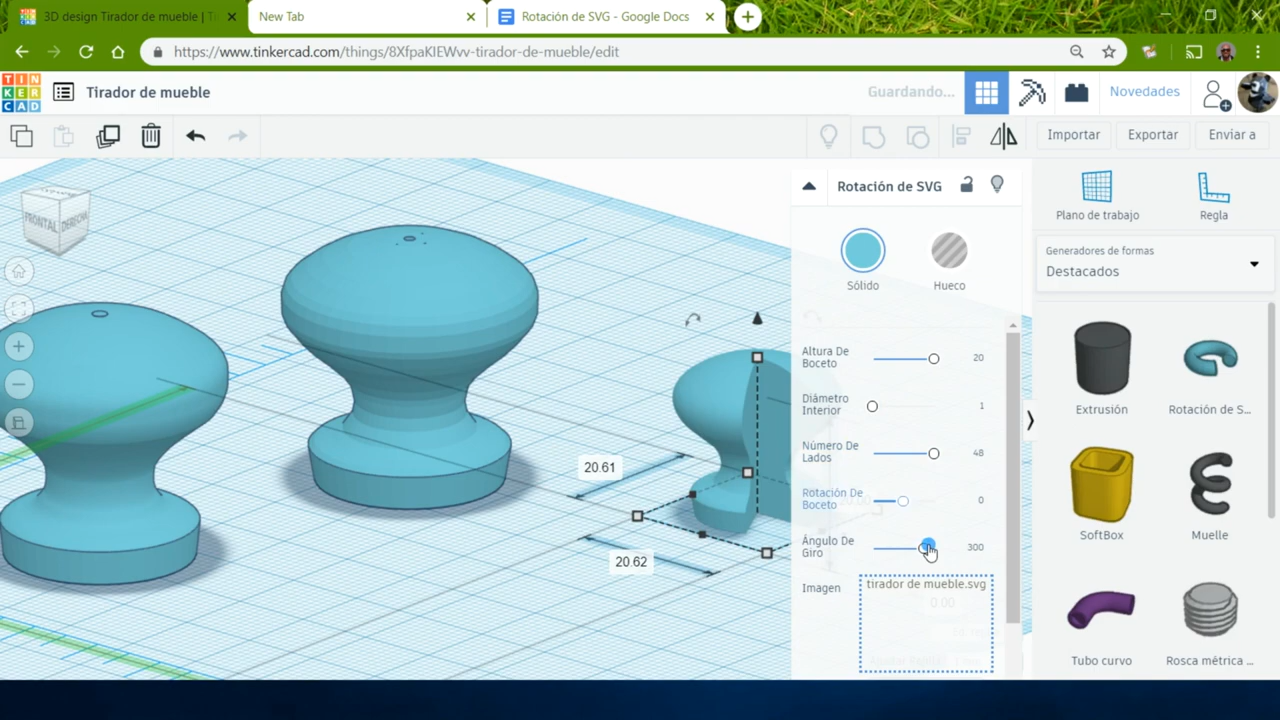 3D design Tirador de mueble | Ti
New Tab
Rotación de SVG - Google Docs
https://www.tinkercad.com/things/8XfpaKlEWvv-tirador-de-mueble/edit
TIN
KER
CAD
Tirador de mueble
Guardando...
Novedades
Importar
Exportar
Enviar a
FRONTAL
DERECHA
Rotación de SVG
Sólido
Hueco
Altura De
Boceto
20
Diámetro
Interior
1
Número De
Lados
48
Rotación De
Boceto
0
Ángulo De
Giro
300
Imagen
tirador de mueble.svg
0.00
20.61
20.62
Plano de trabajo
Regla
Generadores de formas
Destacados
Extrusión
Rotación de S...
SoftBox
Muelle
Tubo curvo
Rosca métrica ...